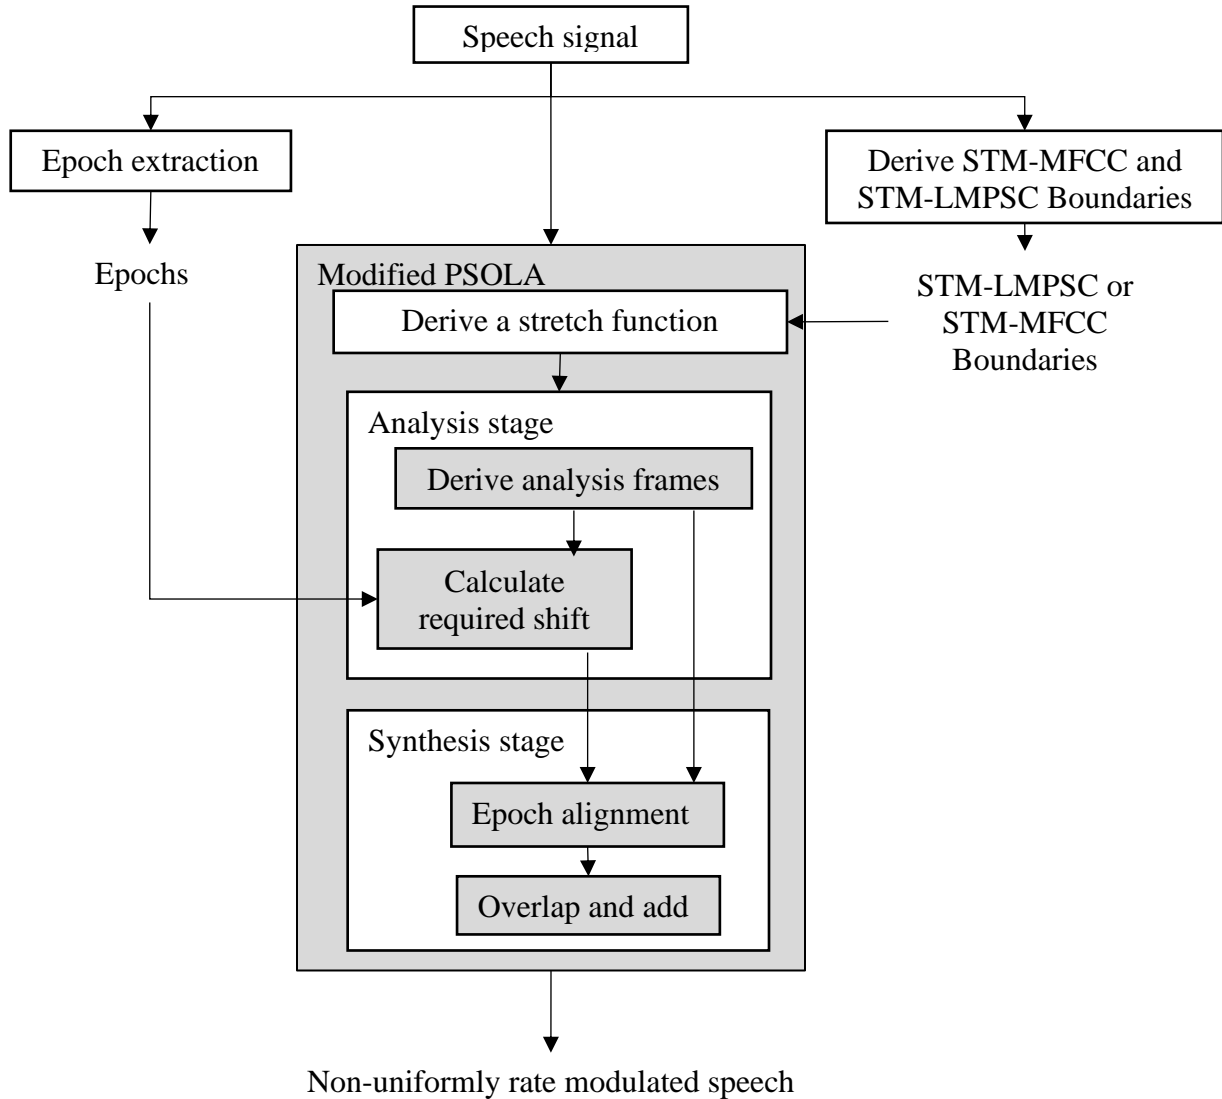 Speech signal
Epoch extraction
Derive STM-MFCC and
STM-LMPSC Boundaries
Epochs
STM-LMPSC or
STM-MFCC
Boundaries
Modified PSOLA
Derive a stretch function
Analysis stage
Derive analysis frames
Calculate
required shift
Synthesis stage
Epoch alignment
Overlap and add
Non-uniformly rate modulated speech